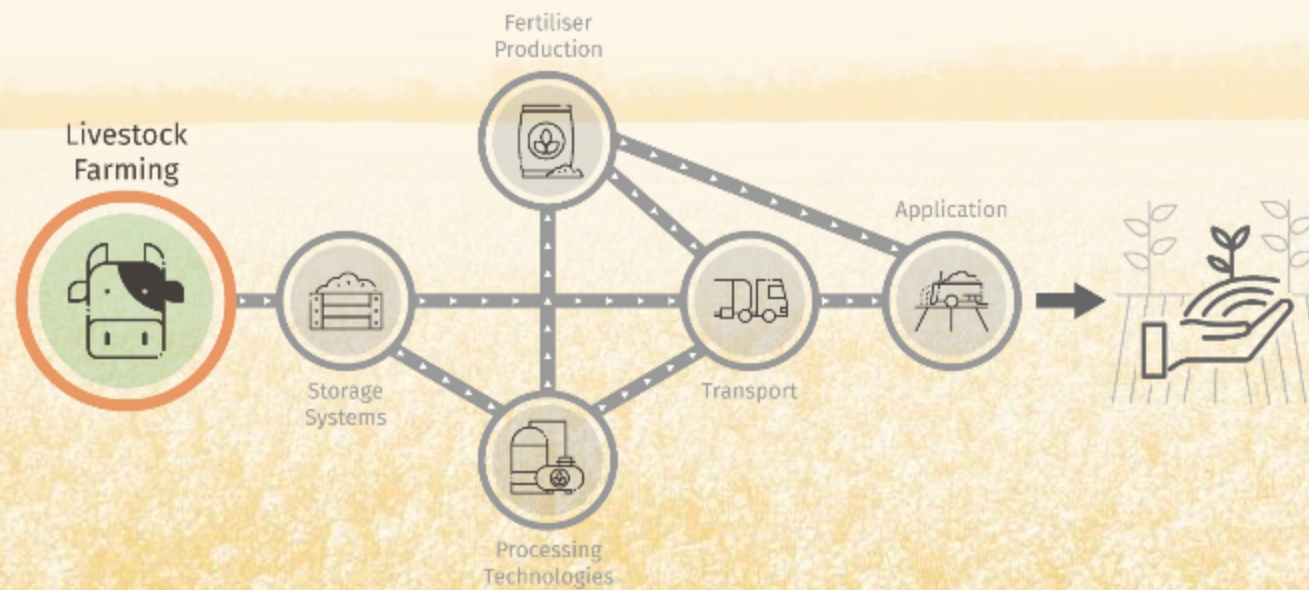 Fertiliser
Production
Livestock
Farming
Application
Storage
Systems
Transport
Processing
Technologies